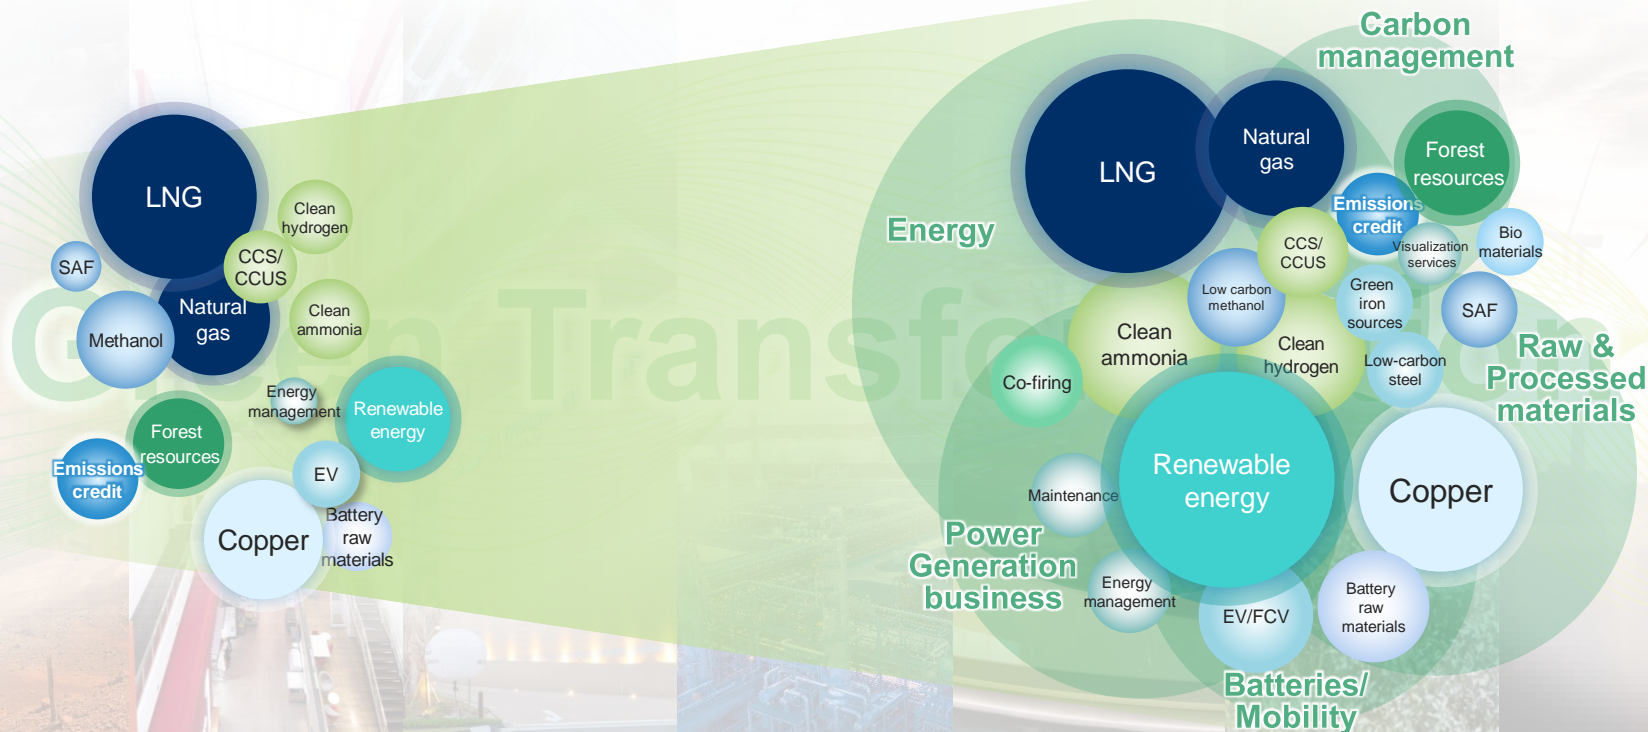 Green Transformation
LNG
Clean
hydrogen
CCS/
CCUS
SAF
Natural
gas
Clean
ammonia
Methanol
Energy
management
Renewable
energy
Forest
resources
Emissions
credit
EV
Copper
Battery
raw
materials
Carbon
management
Natural
gas
LNG
Forest
resources
Emissions
credit
Energy
CCS/
CCUS
Visualization
services
Bio
materials
Low carbon
methanol
Green
iron
sources
SAF
Clean
ammonia
Clean
hydrogen
Low-carbon
steel
Raw &
Processed
materials
Co-firing
Renewable
energy
Copper
Maintenance
Power
Generation
business
Energy
management
EV/FCV
Battery
raw
materials
Batteries/
Mobility